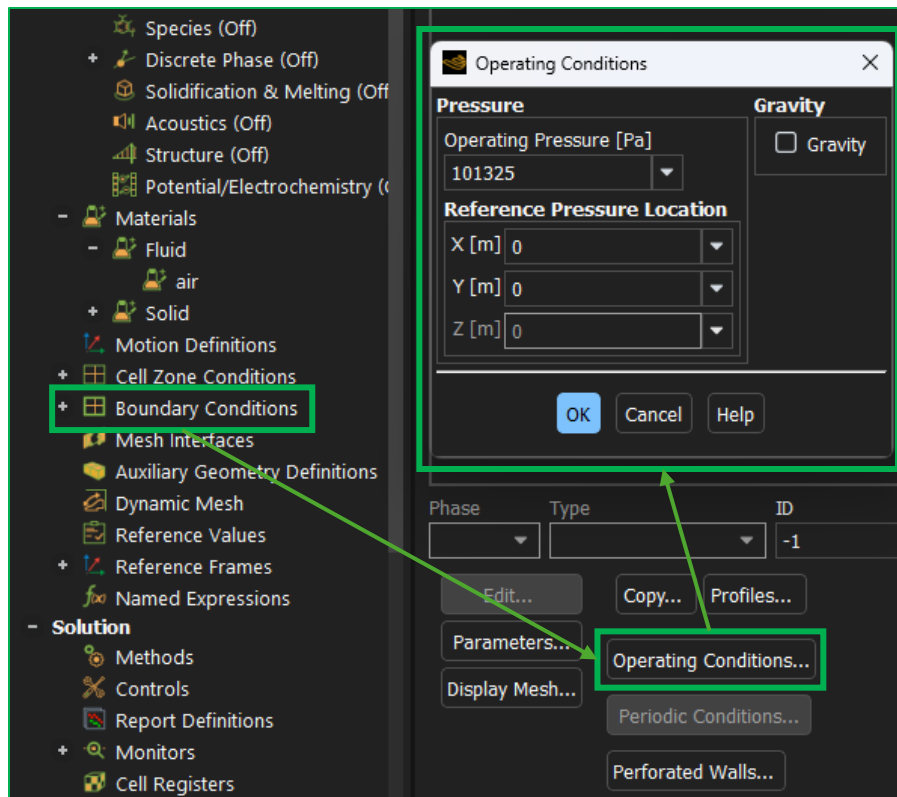 Species (Off)
+ Discrete Phase (Off)
Solidification & Melting (Off
Acoustics (Off)
Structure (Off)
Potential/Electrochemistry (
- Materials
- Fluid
air
+ Solid
Motion Definitions
+ Cell Zone Conditions
+ Boundary Conditions
Mesh Interfaces
Auxiliary Geometry Definitions
Dynamic Mesh
Reference Values
+ Reference Frames
f(x) Named Expressions
- Solution
Methods
Controls
Report Definitions
+ Monitors
Cell Registers
Operating Conditions
Pressure
Operating Pressure [Pa]
101325
Reference Pressure Location
X [m] 0
Y [m] 0
Z [m] 0
Gravity
Gravity
OK Cancel Help
Phase Type ID
-1
Edit... Copy... Profiles...
Parameters... Operating Conditions...
Display Mesh... Periodic Conditions...
Perforated Walls...